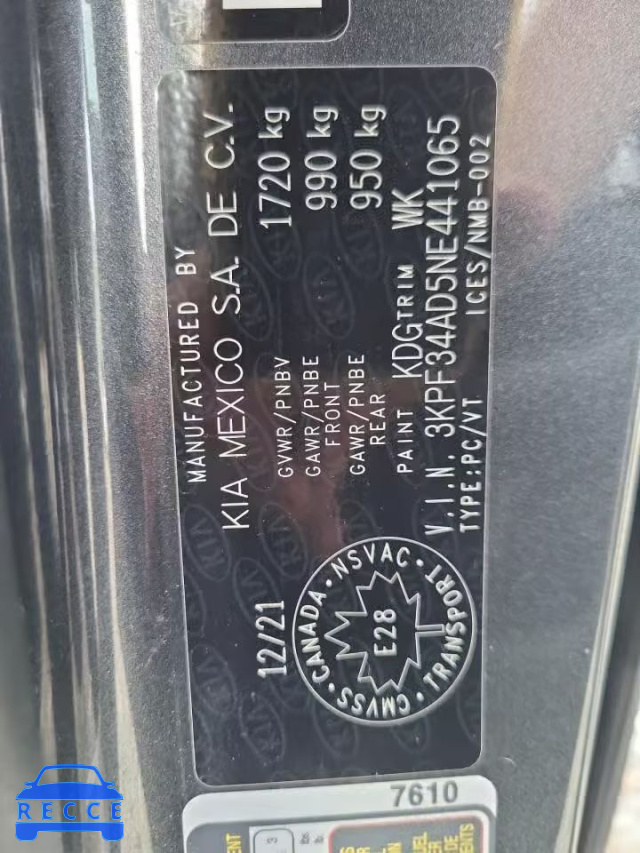 MANUFACTURED BY
KIA MEXICO S.A. DE C.V.
12/21
GVWR/PNBV 1720 kg
GAWR/PNBE FRONT 990 kg
GAWR/PNBE REAR 950 kg
PAINT KDG TRIM WK
V.I.N. 3KPF34AD5NE441065
TYPE:PC/VT ICES/NMB-002
CANADA · NSVAC · TRANSPORT · CMVSS ·
E28
7610
RECCE